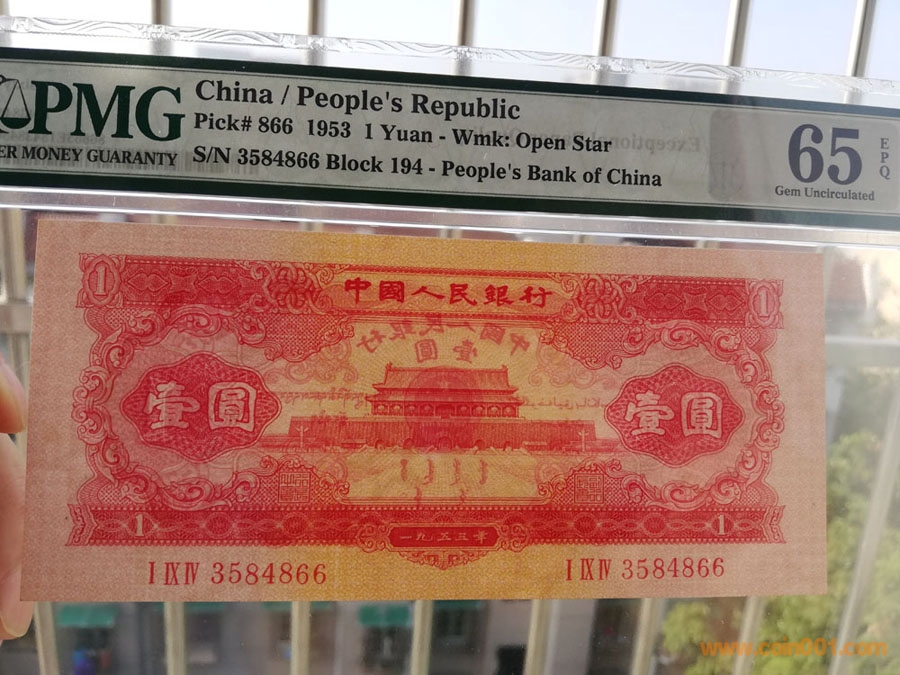 PMG
ER MONEY GUARANTY
China / People's Republic
Pick# 866 1953 1 Yuan - Wmk: Open Star
S/N 3584866 Block 194 - People's Bank of China
65
EPQ
Gem Uncirculated
1
中國人民銀行
1
壹圓
壹圓
1
一九五三年
1
I IX IV 3584866
I IX IV 3584866
www.csm001.com